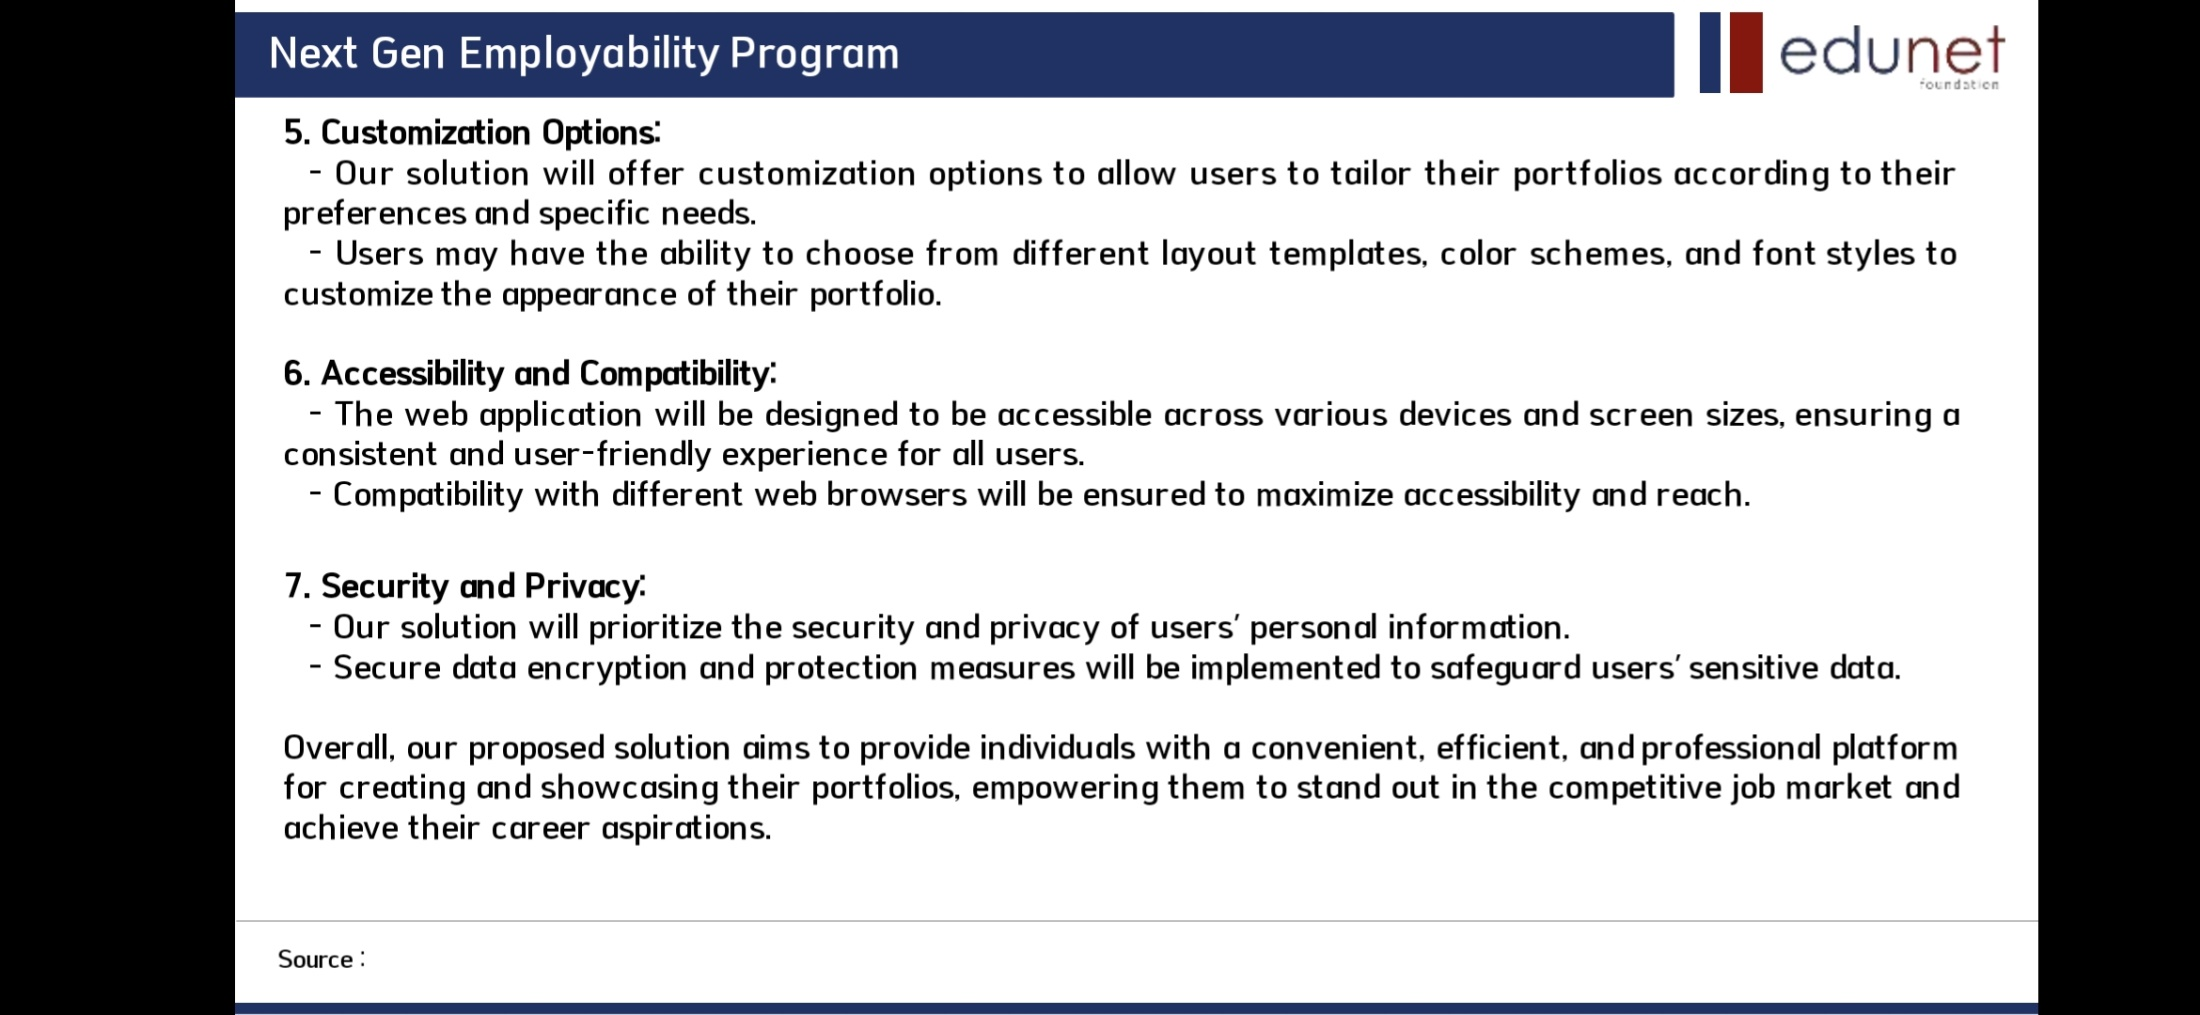 Next Gen Employability Program
edunet
foundation
5. Customization Options:
- Our solution will offer customization options to allow users to tailor their portfolios according to their
preferences and specific needs.
- Users may have the ability to choose from different layout templates, color schemes, and font styles to
customize the appearance of their portfolio.
6. Accessibility and Compatibility:
- The web application will be designed to be accessible across various devices and screen sizes, ensuring a
consistent and user-friendly experience for all users.
- Compatibility with different web browsers will be ensured to maximize accessibility and reach.
7. Security and Privacy:
- Our solution will prioritize the security and privacy of users' personal information.
- Secure data encryption and protection measures will be implemented to safeguard users' sensitive data.
Overall, our proposed solution aims to provide individuals with a convenient, efficient, and professional platform
for creating and showcasing their portfolios, empowering them to stand out in the competitive job market and
achieve their career aspirations.
Source :